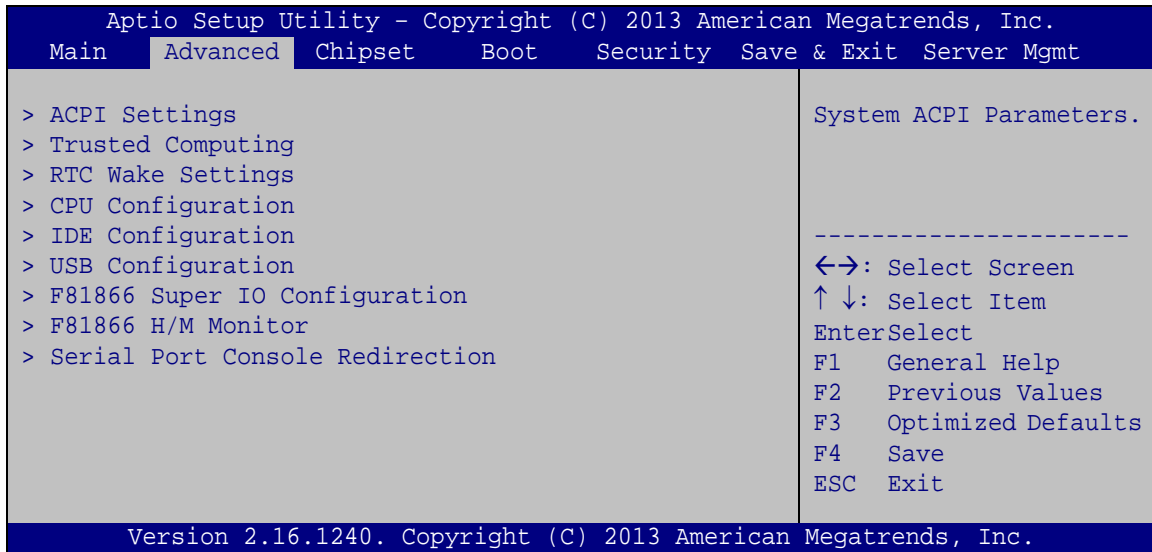 Aptio Setup Utility – Copyright (C) 2013 American Megatrends, Inc.
Main Advanced Chipset Boot Security Save & Exit Server Mgmt
> ACPI Settings
> Trusted Computing
> RTC Wake Settings
> CPU Configuration
> IDE Configuration
> USB Configuration
> F81866 Super IO Configuration
> F81866 H/M Monitor
> Serial Port Console Redirection
System ACPI Parameters.
----------------------
←→: Select Screen
↑ ↓: Select Item
EnterSelect
F1 General Help
F2 Previous Values
F3 Optimized Defaults
F4 Save
ESC Exit
Version 2.16.1240. Copyright (C) 2013 American Megatrends, Inc.